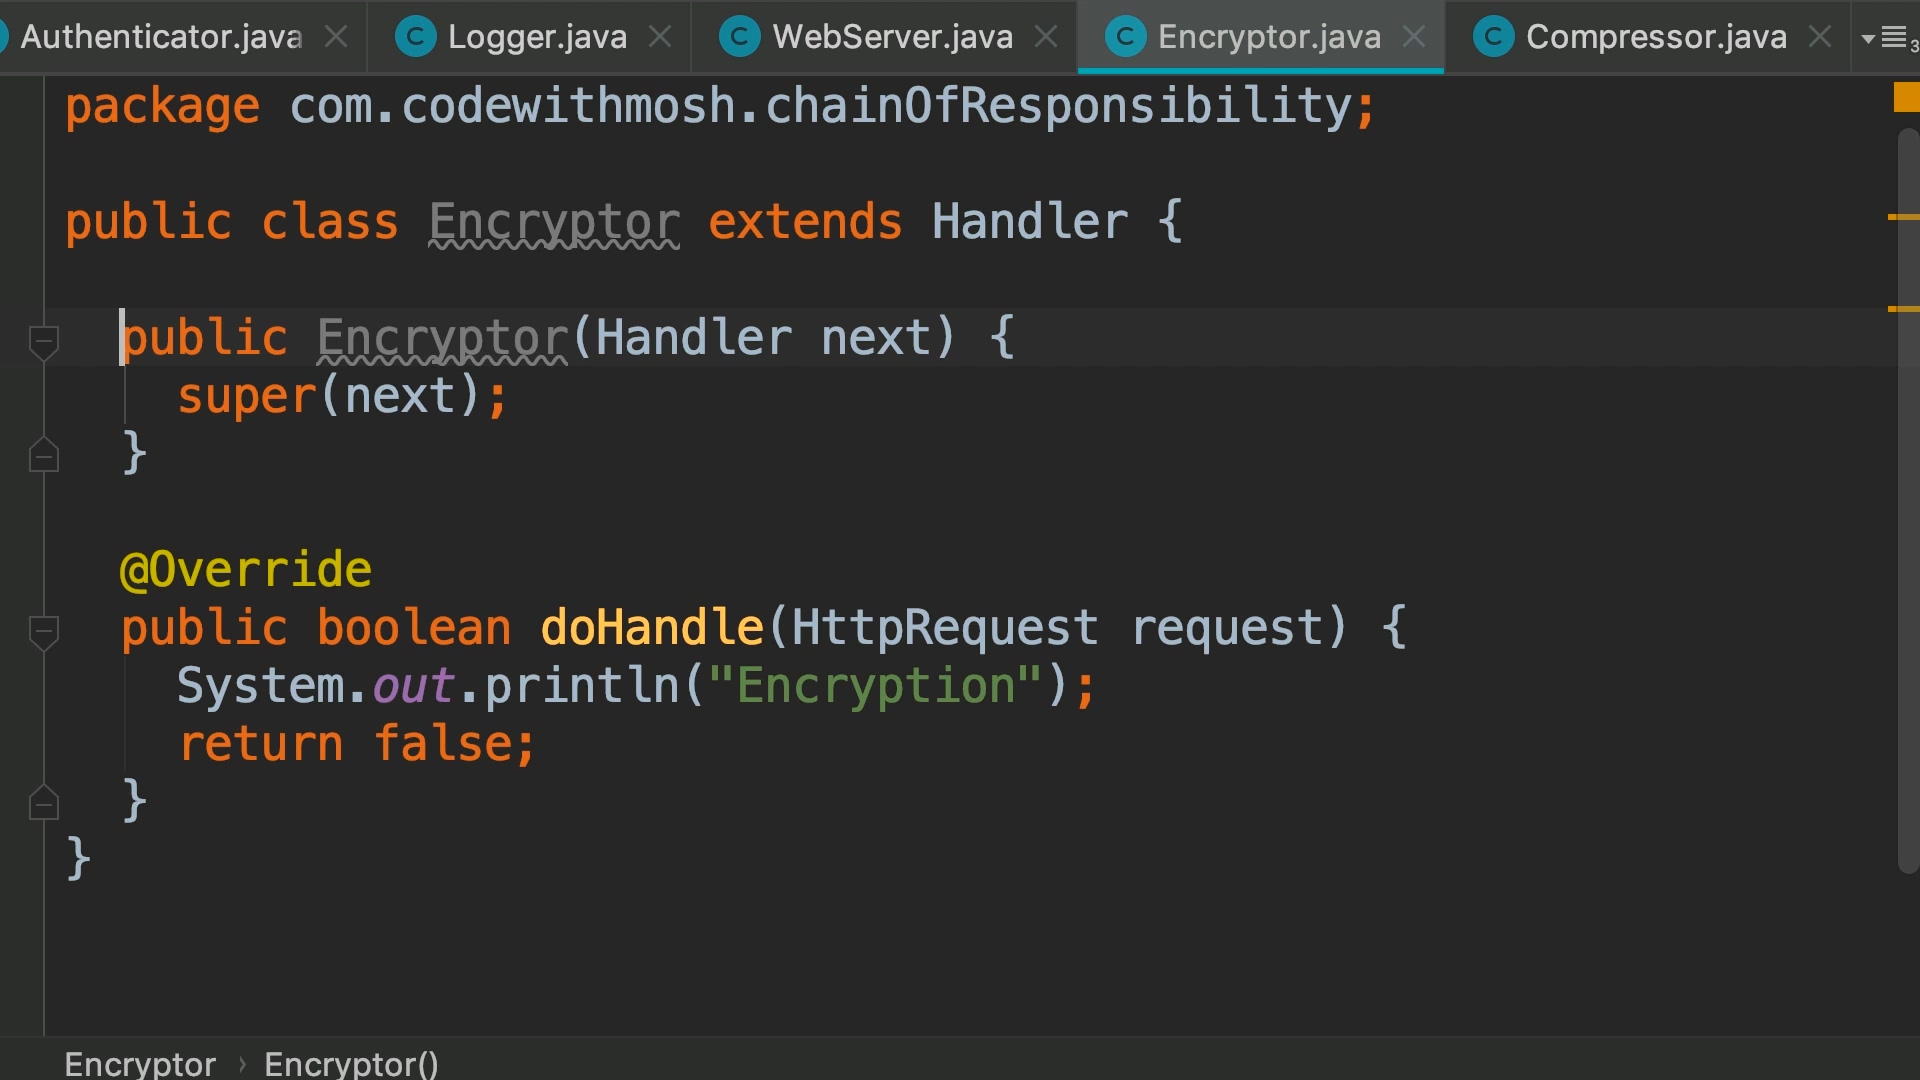 Authenticator.java Logger.java WebServer.java Encryptor.java Compressor.java 3
package com.codewithmosh.chainOfResponsibility;
public class Encryptor extends Handler {
public Encryptor(Handler next) {
super(next);
}
@Override
public boolean doHandle(HttpRequest request) {
System.out.println("Encryption");
return false;
}
}
Encryptor › Encryptor()